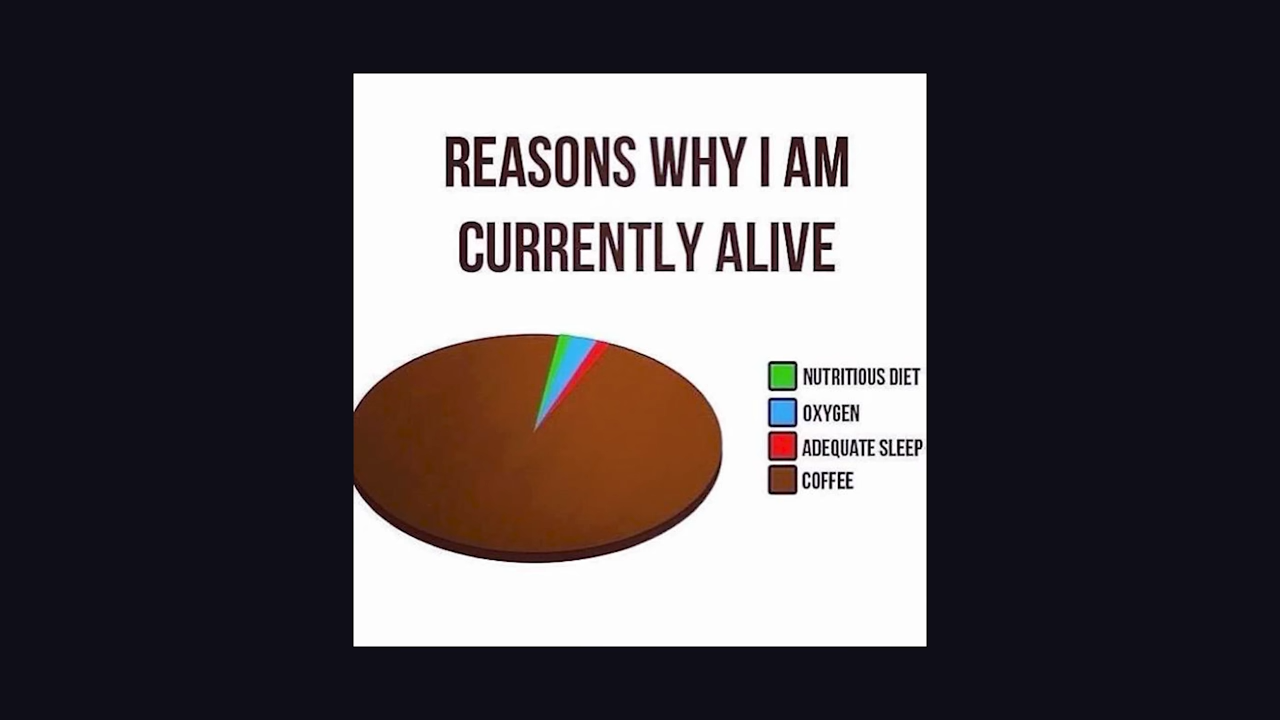 REASONS WHY I AM
CURRENTLY ALIVE
NUTRITIOUS DIET
OXYGEN
ADEQUATE SLEEP
COFFEE